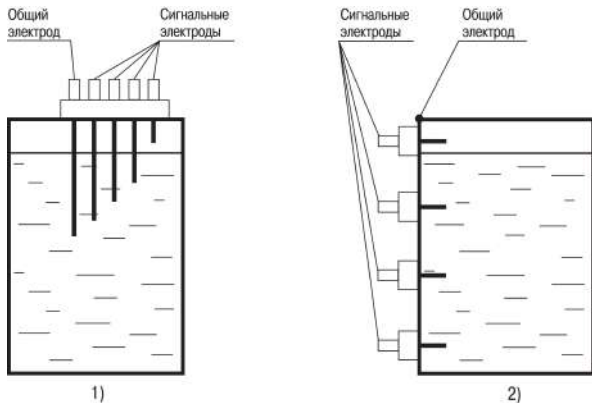 Общий
электрод
Сигнальные
электроды
Сигнальные
электроды
Общий
электрод
1)
2)